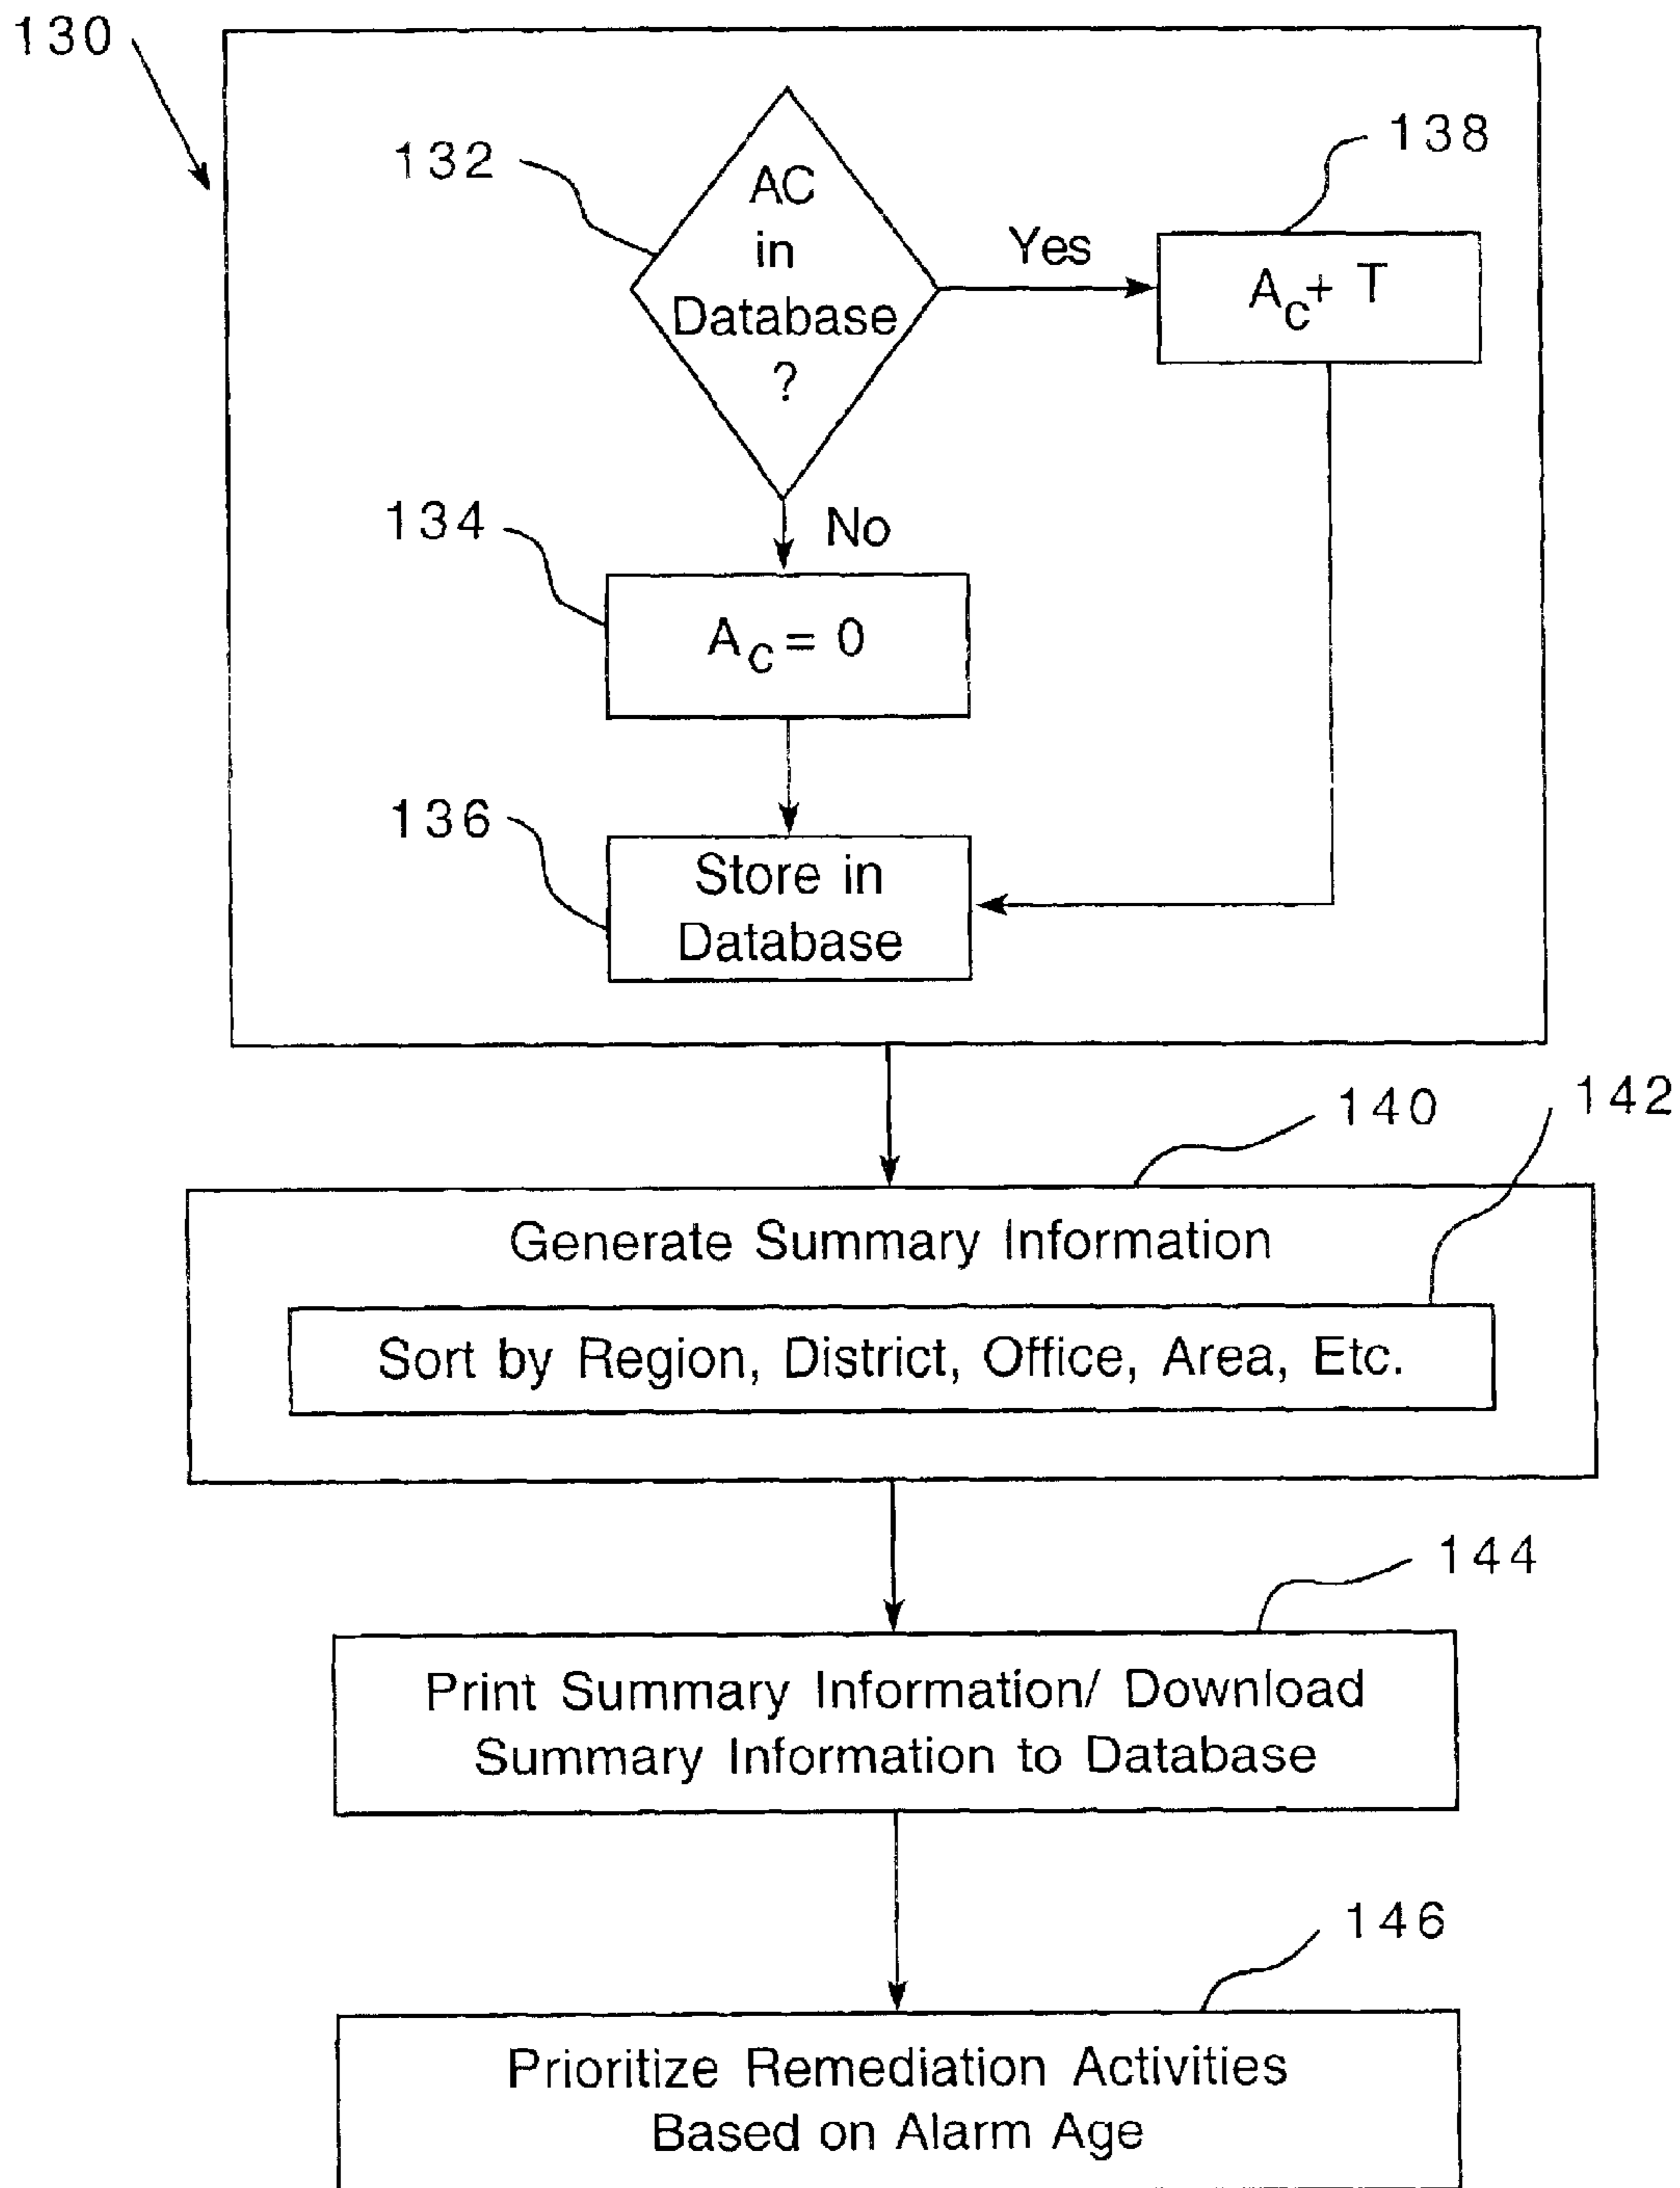 130
132
AC
in
Database
?
Yes
138
A_C + T
No
134
A_C = 0
136
Store in
Database
140
142
Generate Summary Information
Sort by Region, District, Office, Area, Etc.
144
Print Summary Information/ Download
Summary Information to Database
146
Prioritize Remediation Activities
Based on Alarm Age